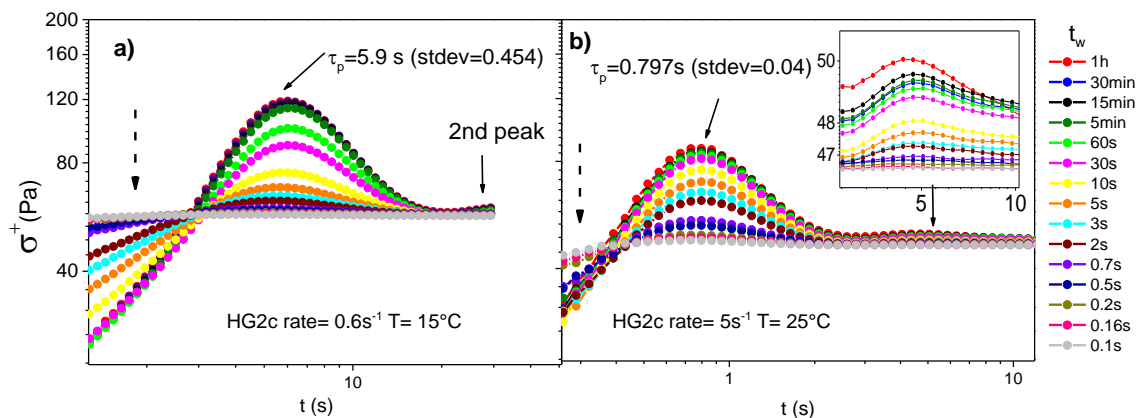 200
160
120
80
40
σ⁺ (Pa)
a)
τp=5.9 s (stdev=0.454)
2nd peak
HG2c rate= 0.6s⁻¹ T= 15°C
10
t (s)
b)
τp=0.797s (stdev=0.04)
50
48
47
5
10
HG2c rate= 5s⁻¹ T= 25°C
1
10
t (s)
tw
1h
30min
15min
5min
60s
30s
10s
5s
3s
2s
0.7s
0.5s
0.2s
0.16s
0.1s